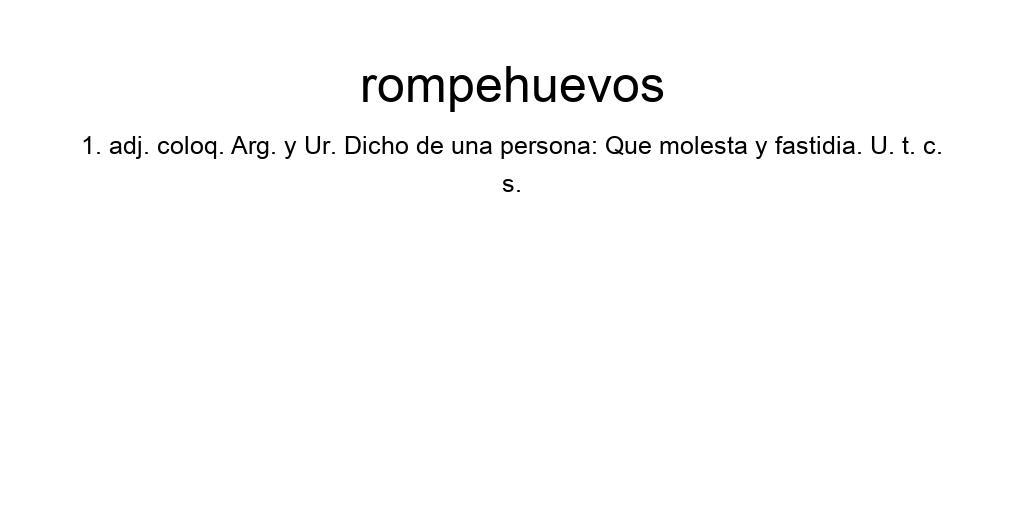 rompehuevos
1. adj. coloq. Arg. y Ur. Dicho de una persona: Que molesta y fastidia. U. t. c.
s.